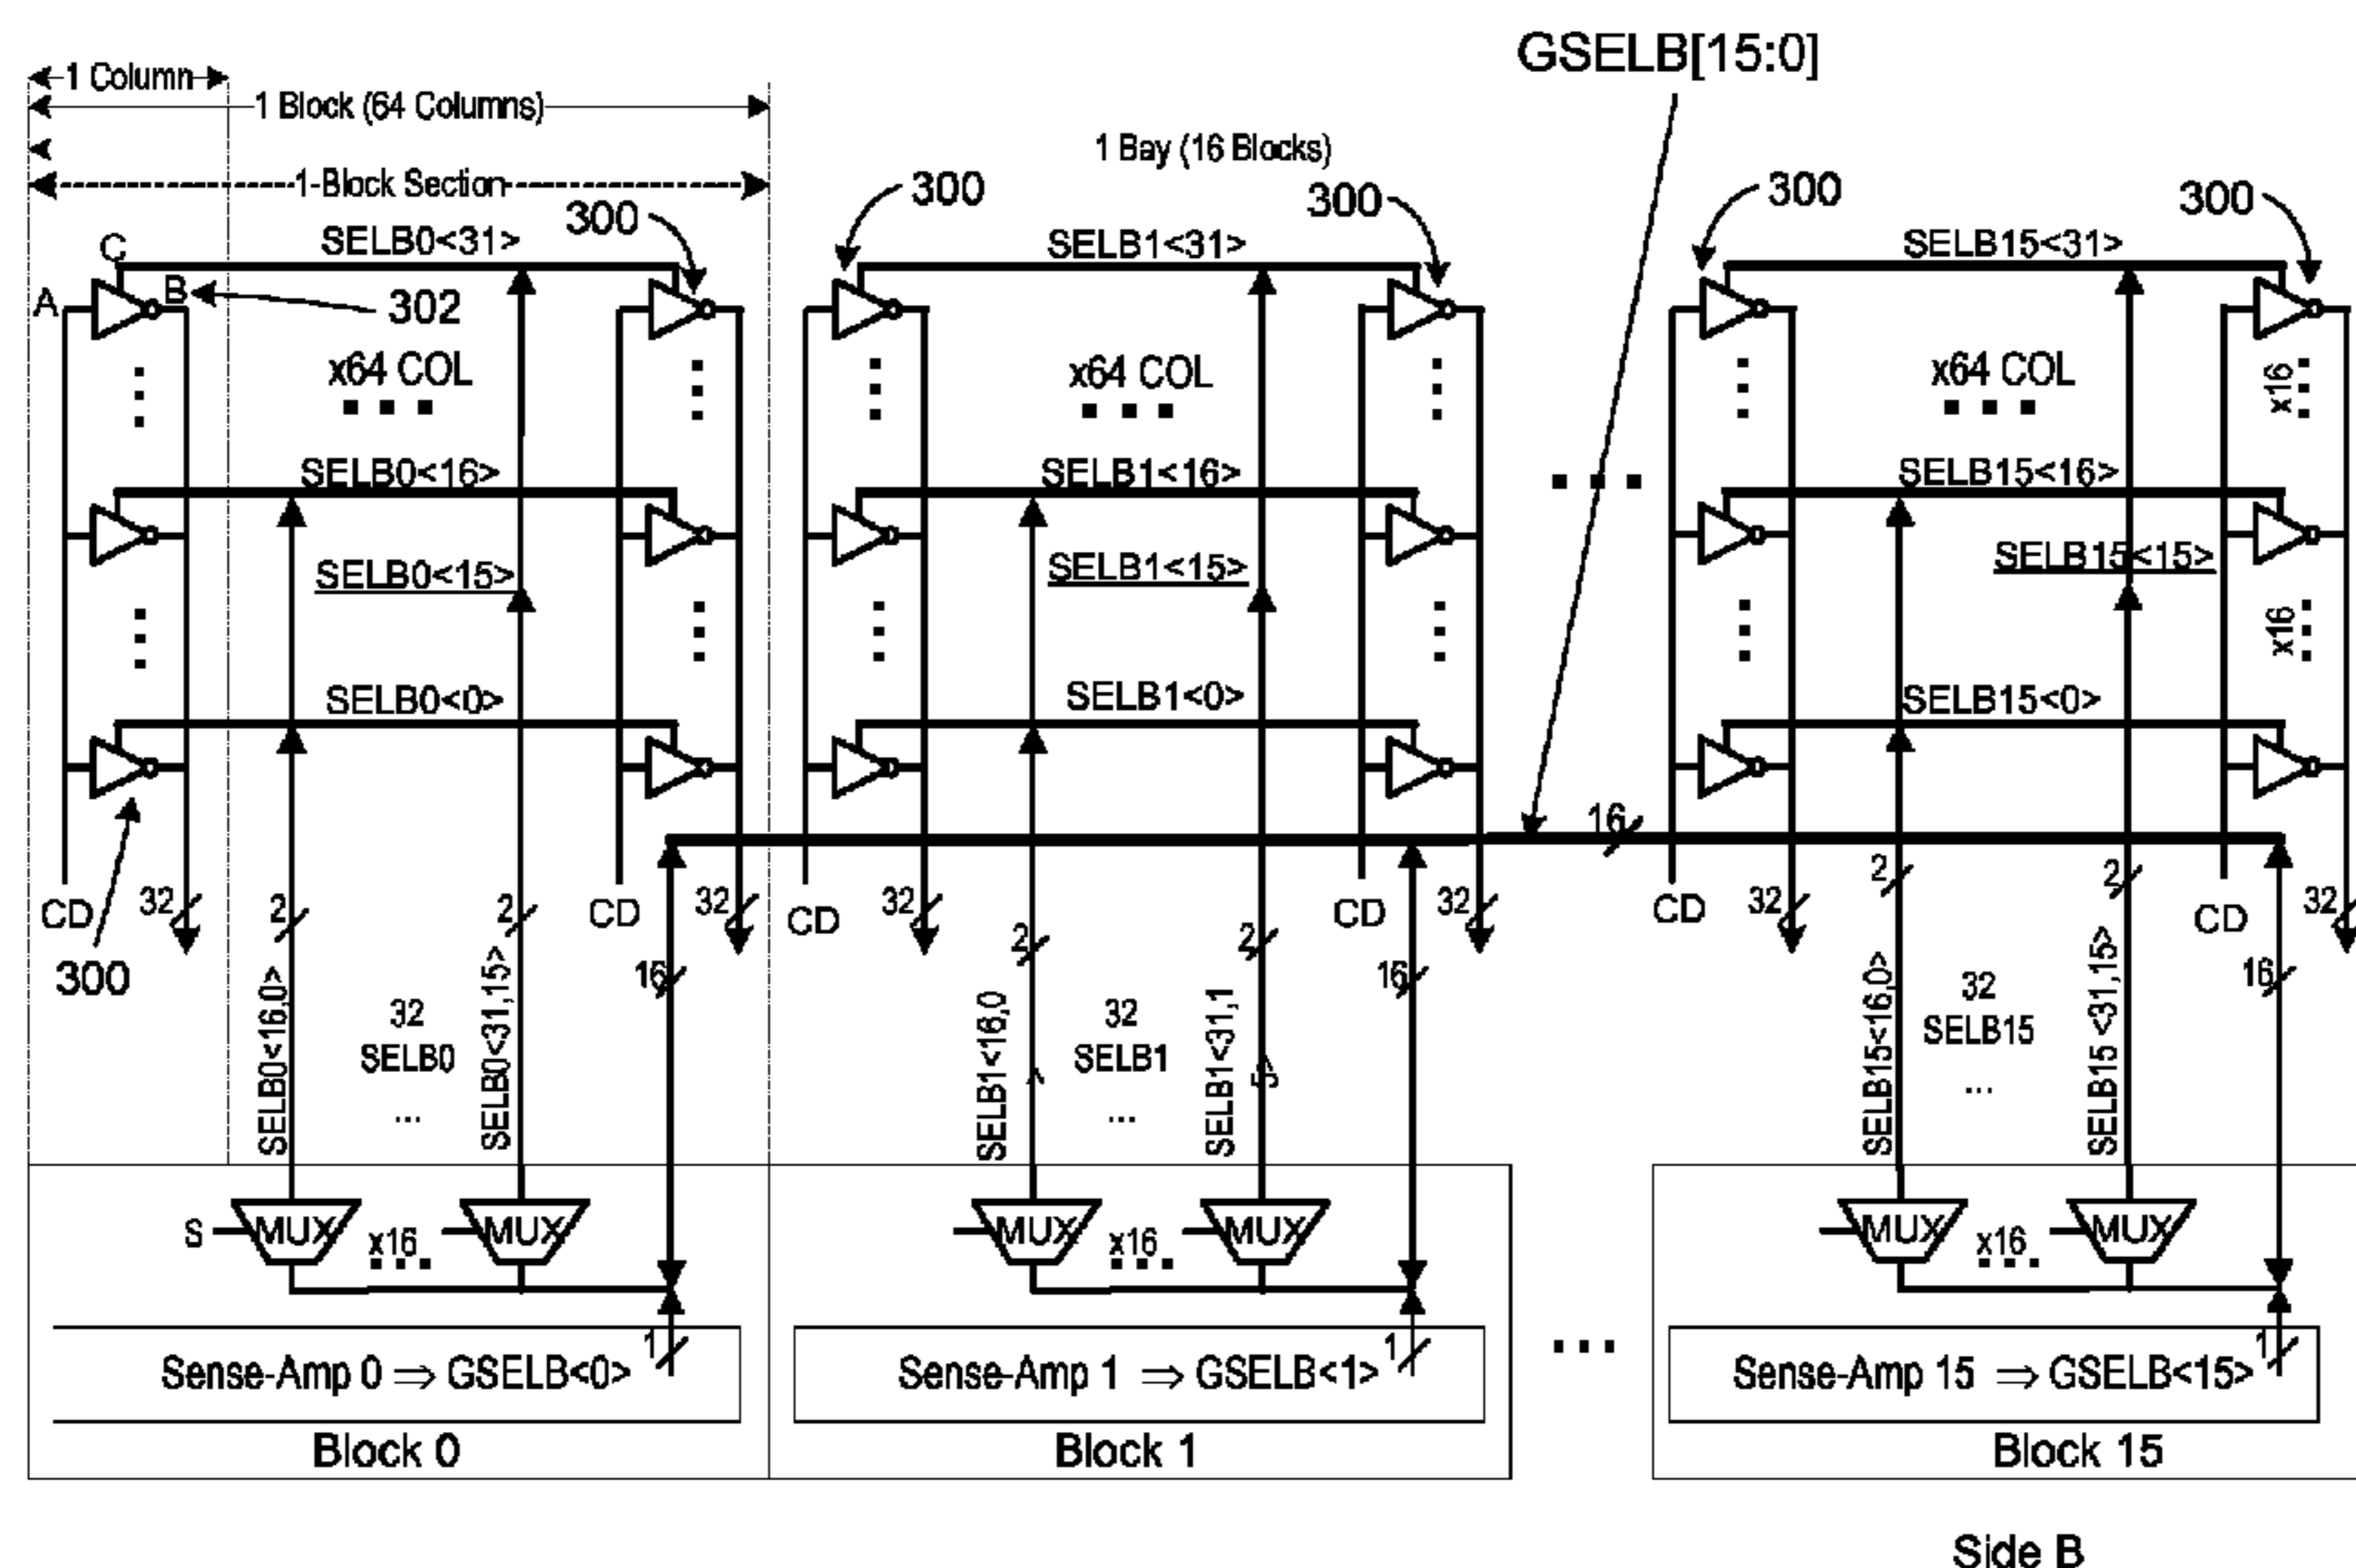 GSELB[15:0]
1 Column
1 Block (64 Columns)
1 Bay (16 Blocks)
1-Block Section
300
300
300
300
300
SELB0<31>
SELB1<31>
SELB15<31>
C
A
B
302
x64 COL
x64 COL
x64 COL
x16
SELB0<16>
SELB1<16>
SELB15<16>
SELB0<15>
SELB1<15>
SELB15<15>
x16
SELB0<0>
SELB1<0>
SELB15<0>
16
CD
32
2
2
CD
32
CD
32
2
2
CD
32
CD
32
2
2
CD
32
300
16
16
16
SELB0<16,0>
32
SELB0
...
SELB0<31,15>
SELB1<16,0
>
32
SELB1
...
SELB1<31,1
5>
SELB15<16,0>
32
SELB15
...
SELB15 <31,15>
S
MUX
x16
MUX
MUX
x16
MUX
MUX
x16
MUX
Sense-Amp 0 ⇒ GSELB<0>
1
Sense-Amp 1 ⇒ GSELB<1>
1
Sense-Amp 15 ⇒ GSELB<15>
1
Block 0
Block 1
Block 15
Side B